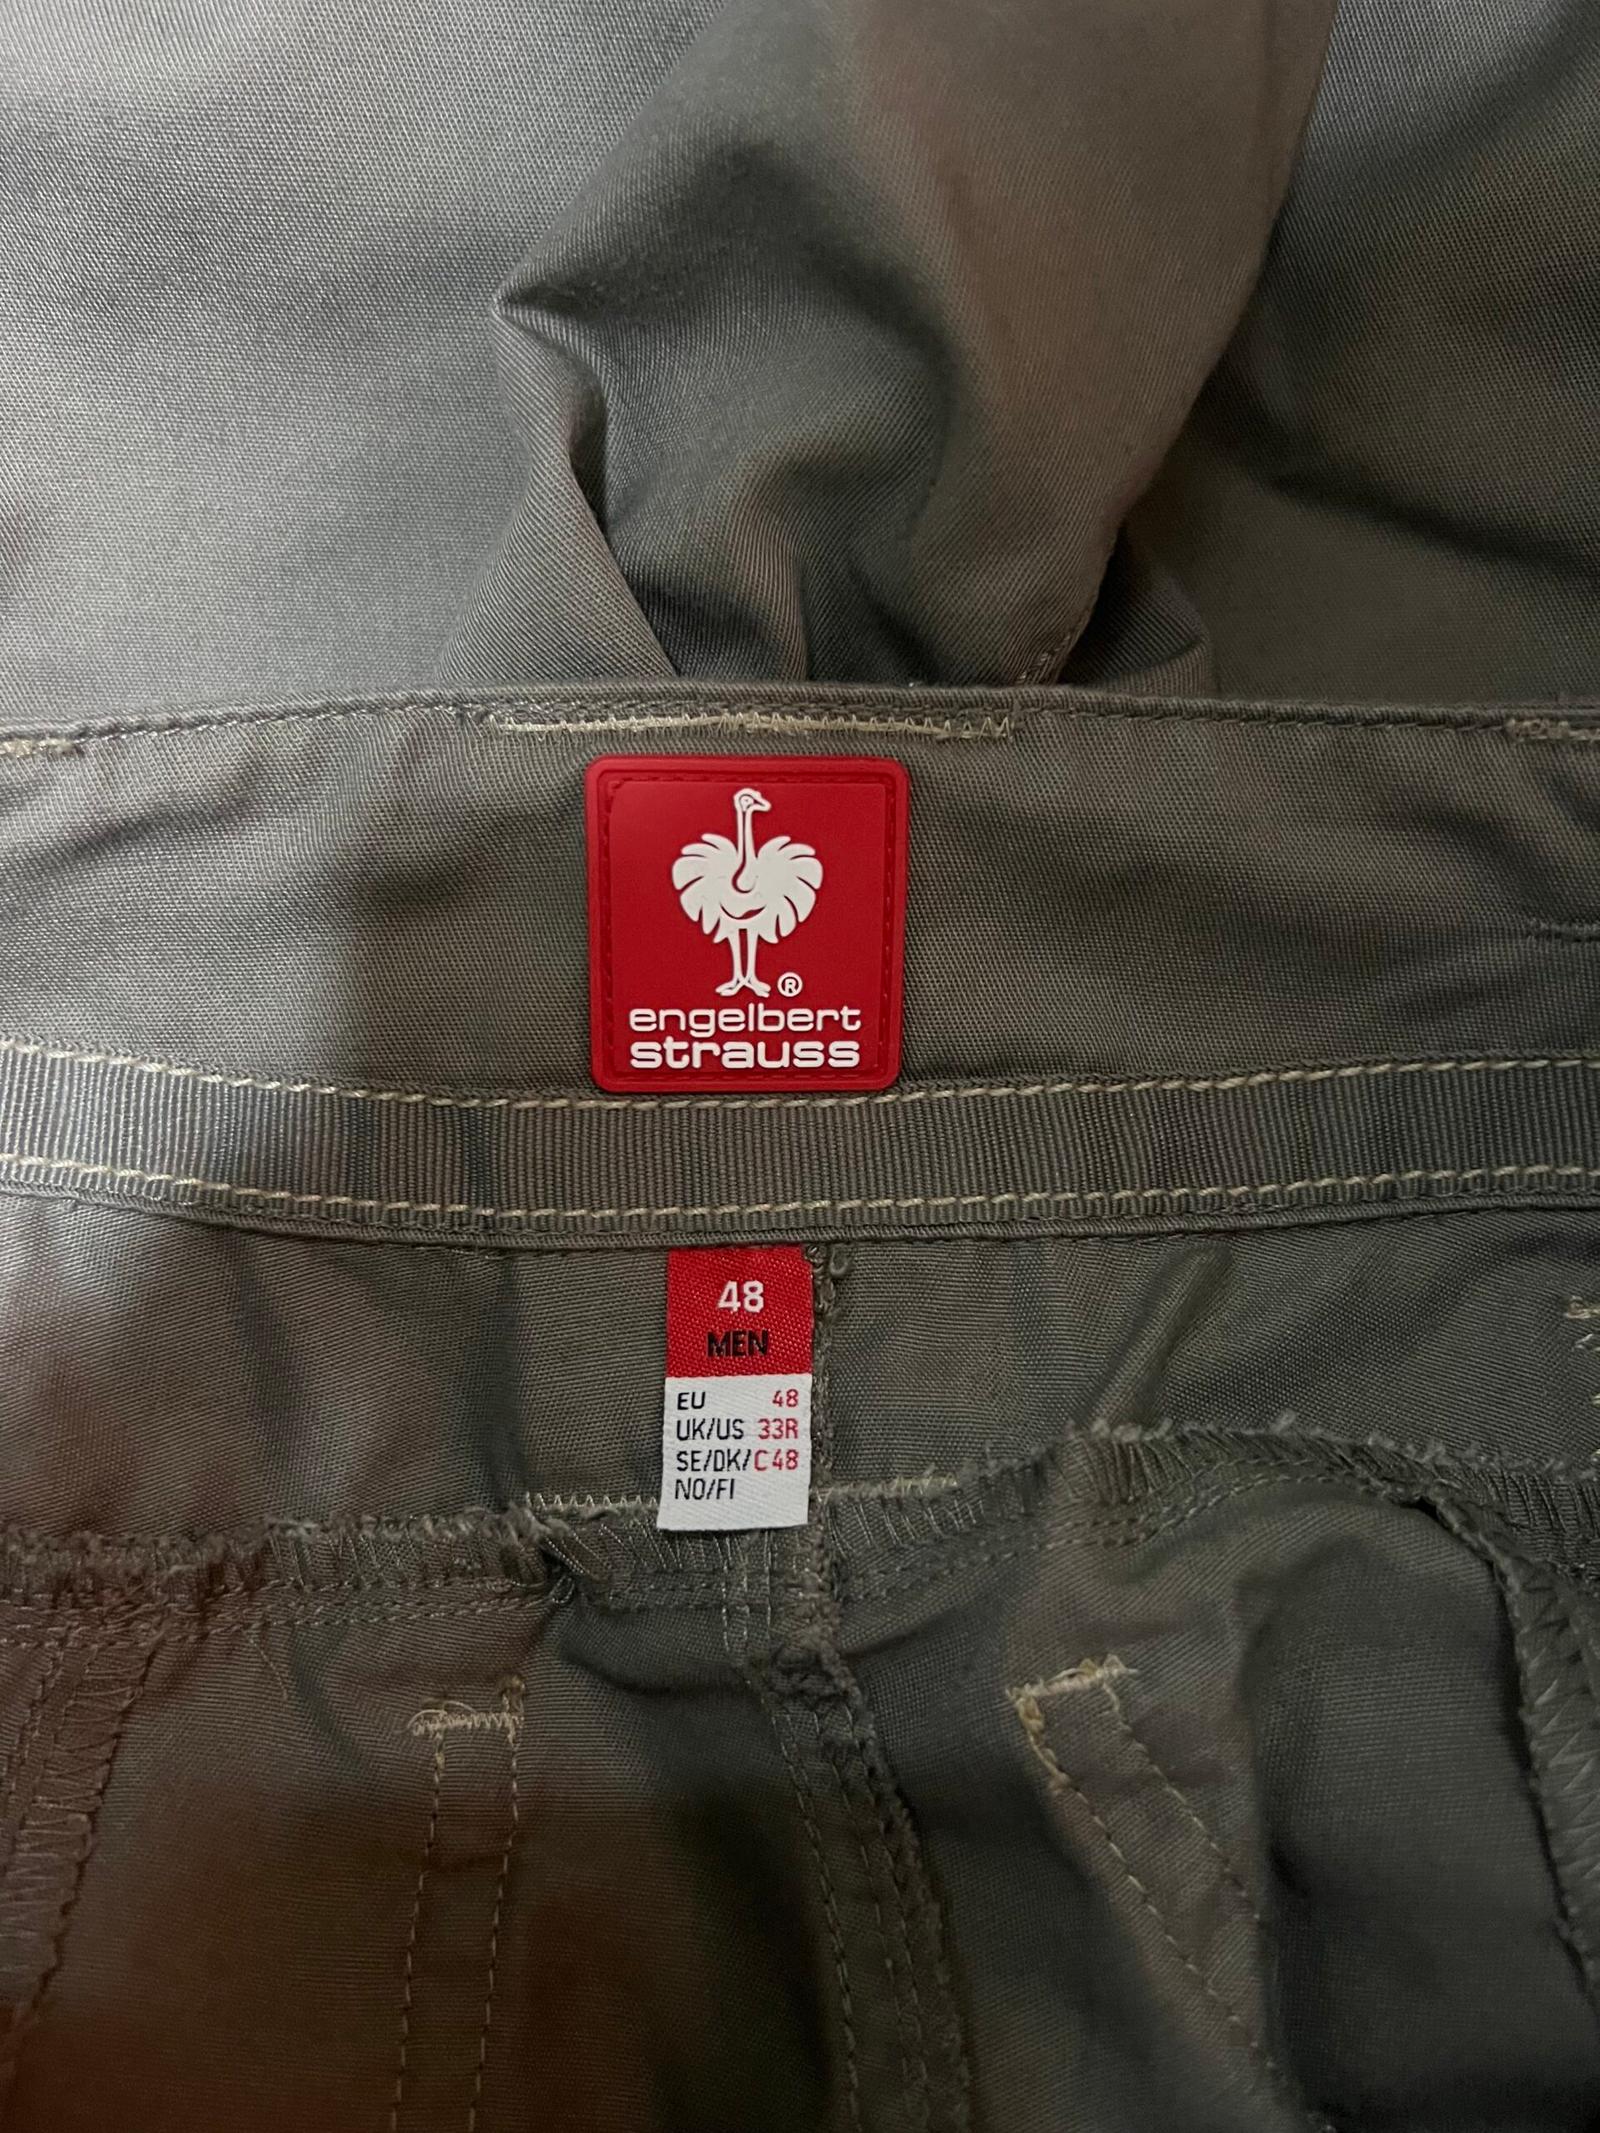 ®
engelbert
strauss
48
MEN
EU 48
UK/US 33R
SE/DK/ C48
NO/FI